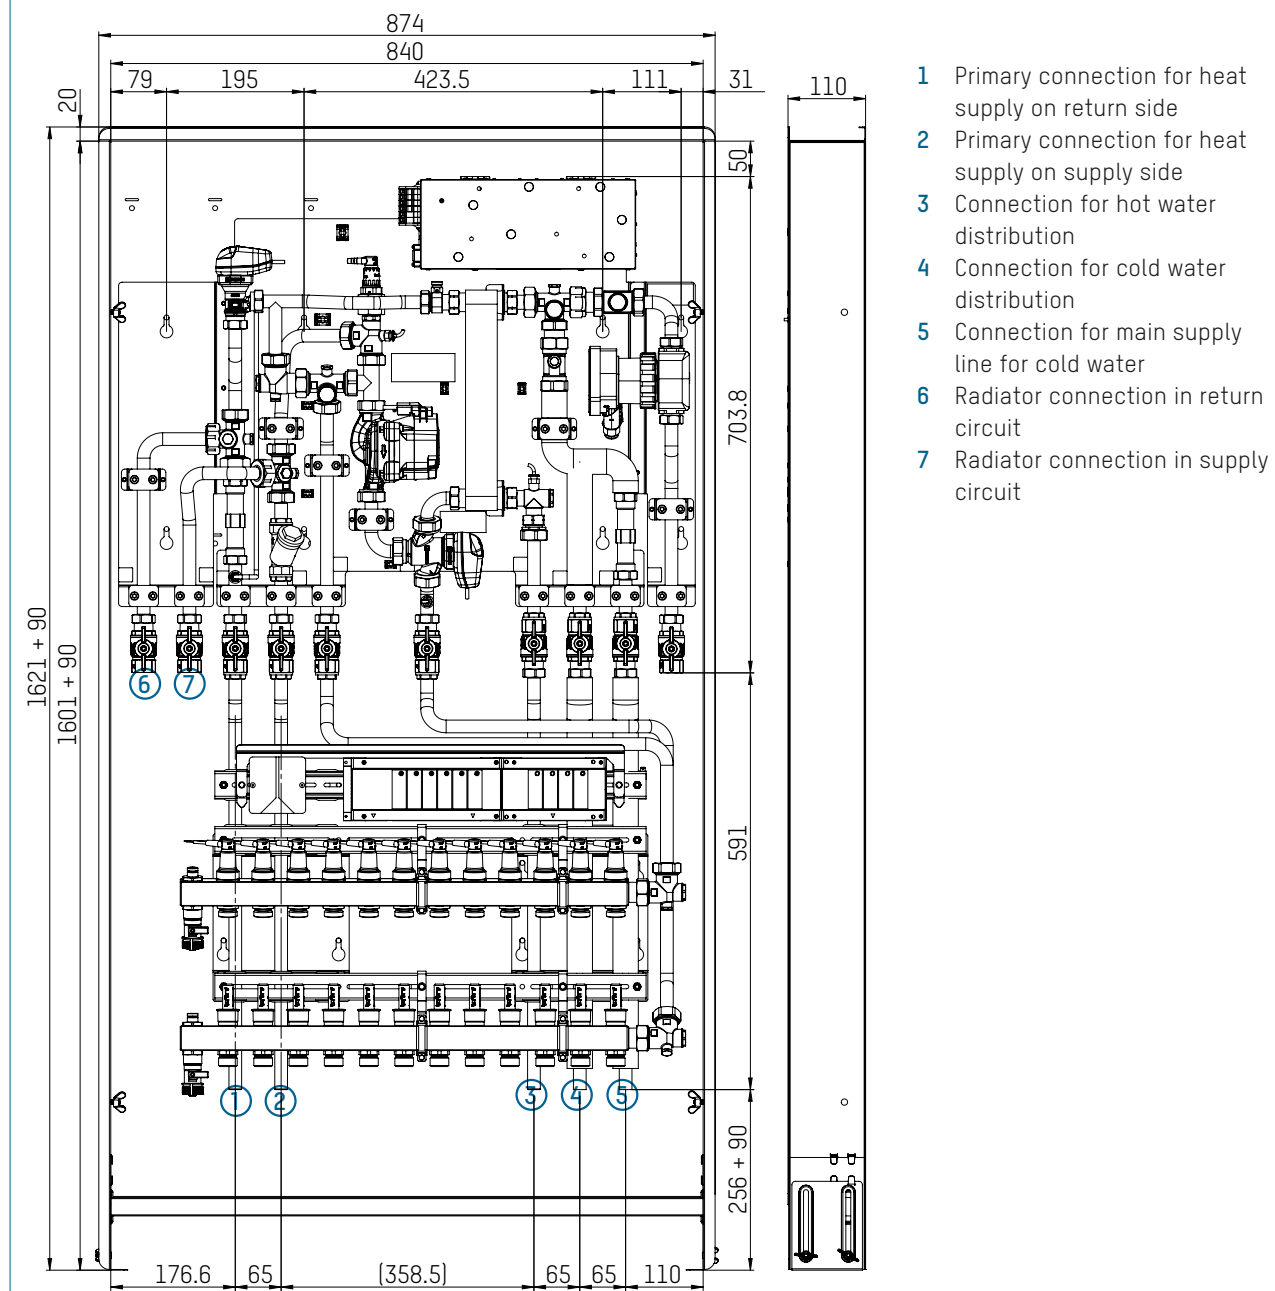 874
840
79 195 423.5 111 31
20
110
50
703.8
1621 + 90
1601 + 90
591
256 + 90
6 7
1 2 3 4 5
176.6 65 (358.5) 65 65 110
1 Primary connection for heat
supply on return side
2 Primary connection for heat
supply on supply side
3 Connection for hot water
distribution
4 Connection for cold water
distribution
5 Connection for main supply
line for cold water
6 Radiator connection in return
circuit
7 Radiator connection in supply
circuit